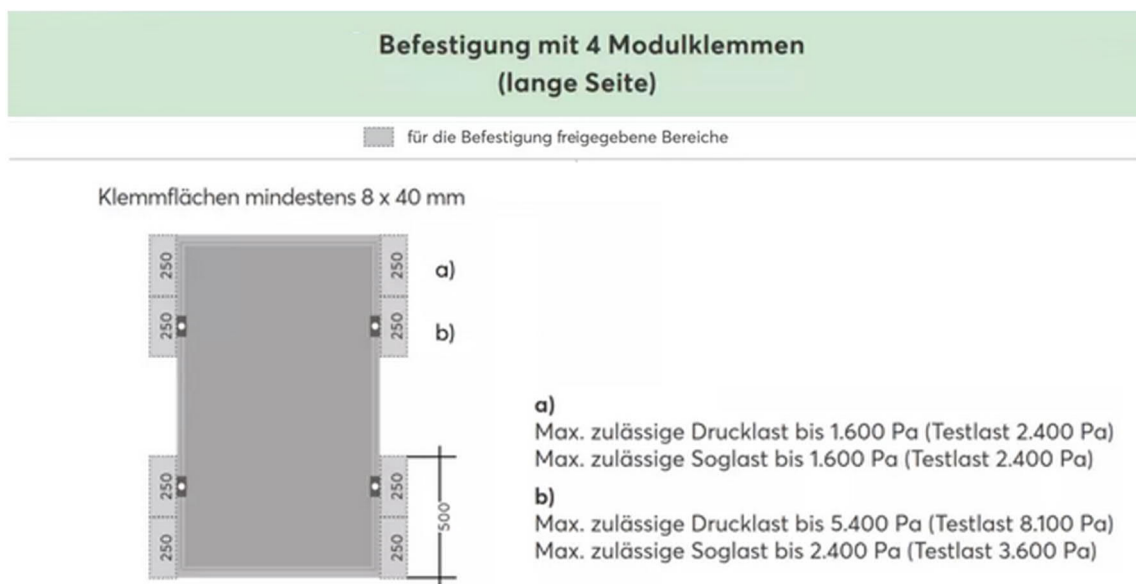 Befestigung mit 4 Modulklemmen
(lange Seite)
für die Befestigung freigegebene Bereiche
Klemmflächen mindestens 8 x 40 mm
250
250
a)
250
250
b)
250
250
500
250
250
a)
Max. zulässige Drucklast bis 1.600 Pa (Testlast 2.400 Pa)
Max. zulässige Soglast bis 1.600 Pa (Testlast 2.400 Pa)
b)
Max. zulässige Drucklast bis 5.400 Pa (Testlast 8.100 Pa)
Max. zulässige Soglast bis 2.400 Pa (Testlast 3.600 Pa)